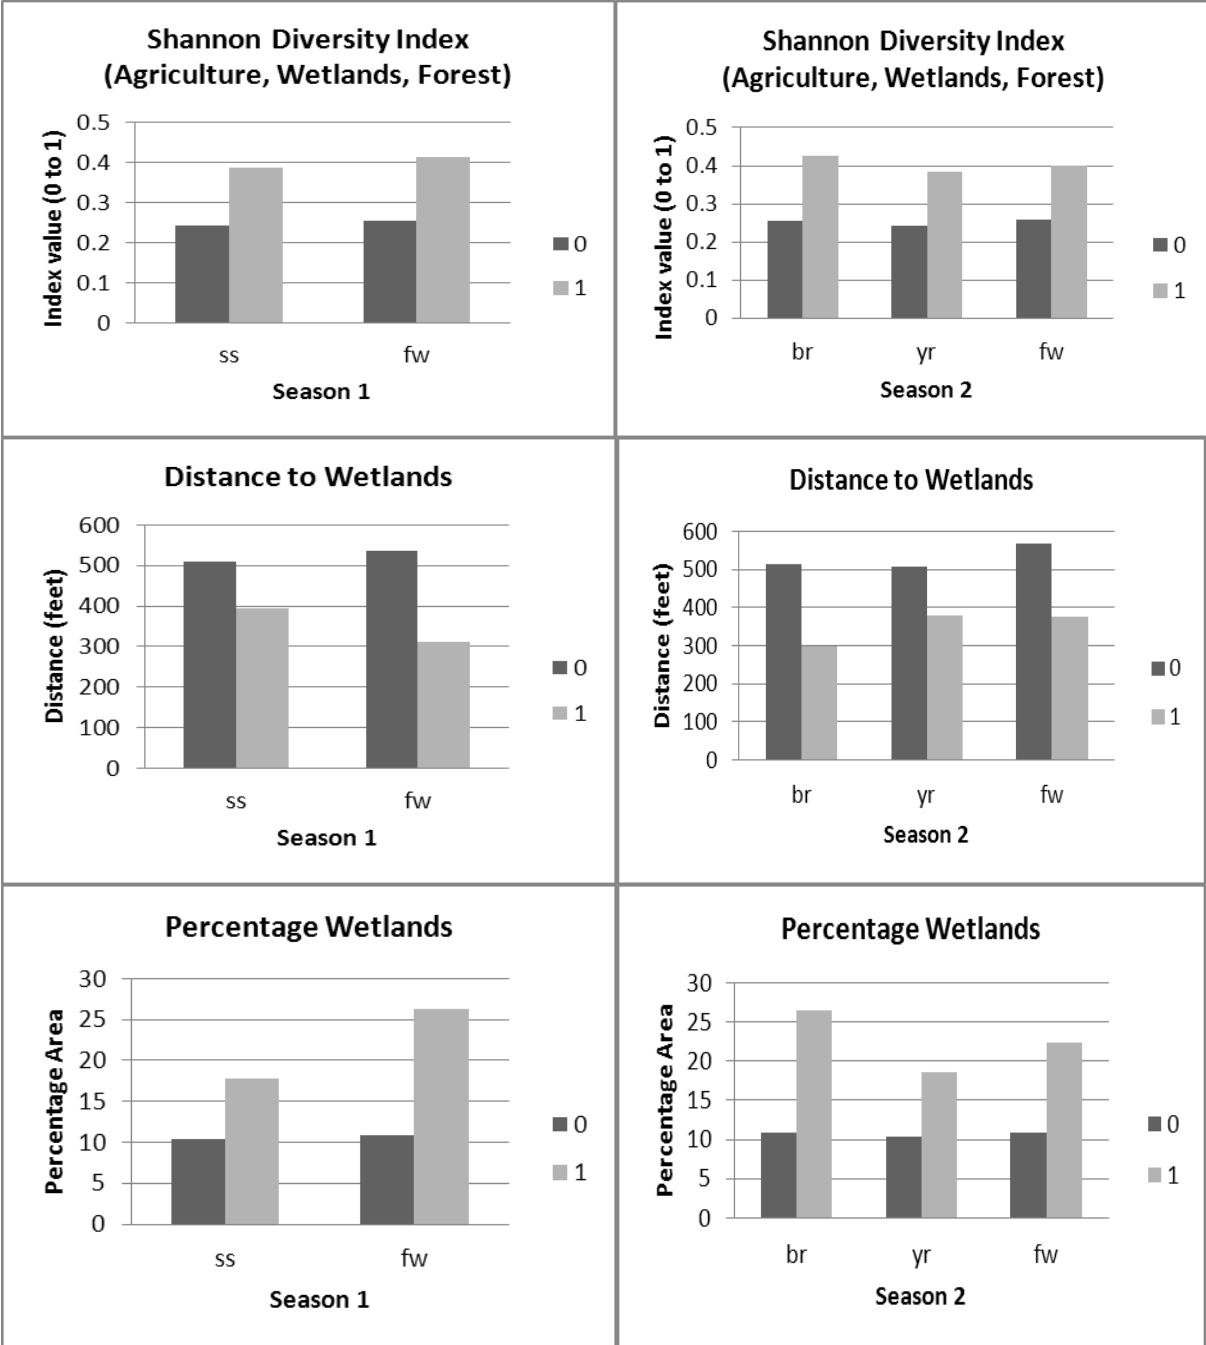 Shannon Diversity Index
(Agriculture, Wetlands, Forest)
Index value (0 to 1)
0.5
0.4
0.3
0.2
0.1
0
ss fw
Season 1
0
1
Shannon Diversity Index
(Agriculture, Wetlands, Forest)
Index value (0 to 1)
0.5
0.4
0.3
0.2
0.1
0
br yr fw
Season 2
0
1
Distance to Wetlands
Distance (feet)
600
500
400
300
200
100
0
ss fw
Season 1
0
1
Distance to Wetlands
Distance (feet)
600
500
400
300
200
100
0
br yr fw
Season 2
0
1
Percentage Wetlands
Percentage Area
30
25
20
15
10
5
0
ss fw
Season 1
0
1
Percentage Wetlands
Percentage Area
30
25
20
15
10
5
0
br yr fw
Season 2
0
1